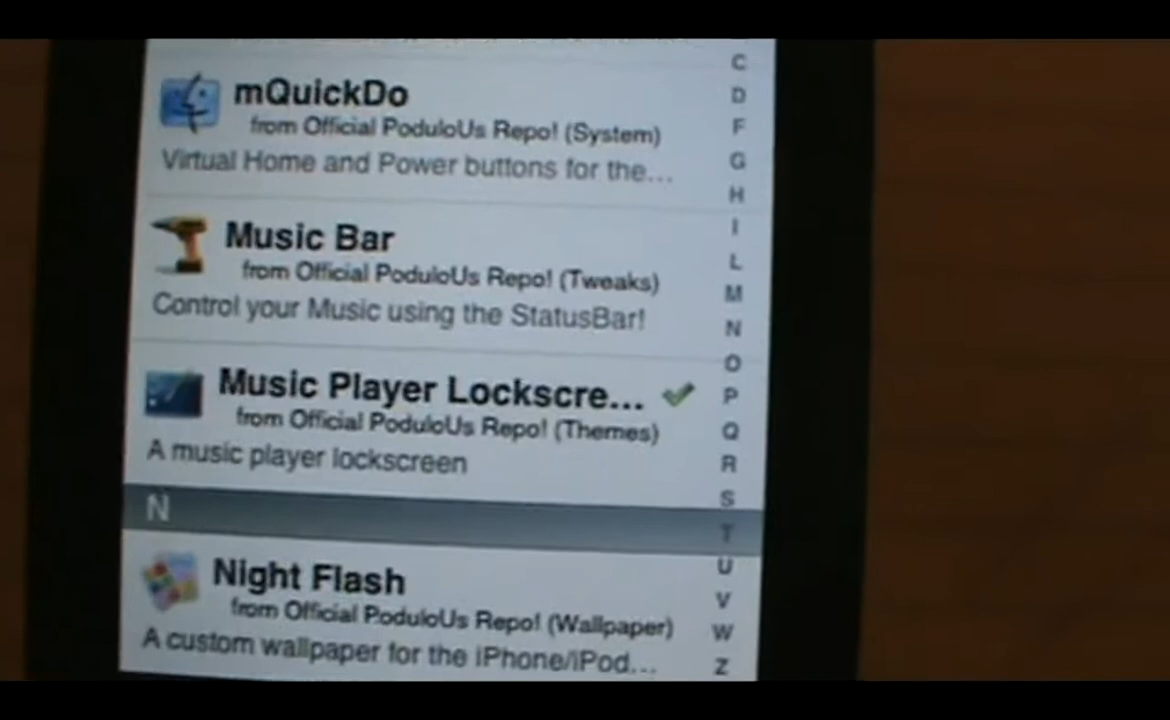 mQuickDo
from Official PoduloUs Repo! (System)
Virtual Home and Power buttons for the...
Music Bar
from Official PoduloUs Repo! (Tweaks)
Control your Music using the StatusBar!
Music Player Lockscre...
from Official PoduloUs Repo! (Themes)
A music player lockscreen
N
Night Flash
from Official PoduloUs Repo! (Wallpaper)
A custom wallpaper for the iPhone/iPod...
C
D
F
G
H
I
L
M
N
O
P
Q
R
S
T
U
V
W
Z